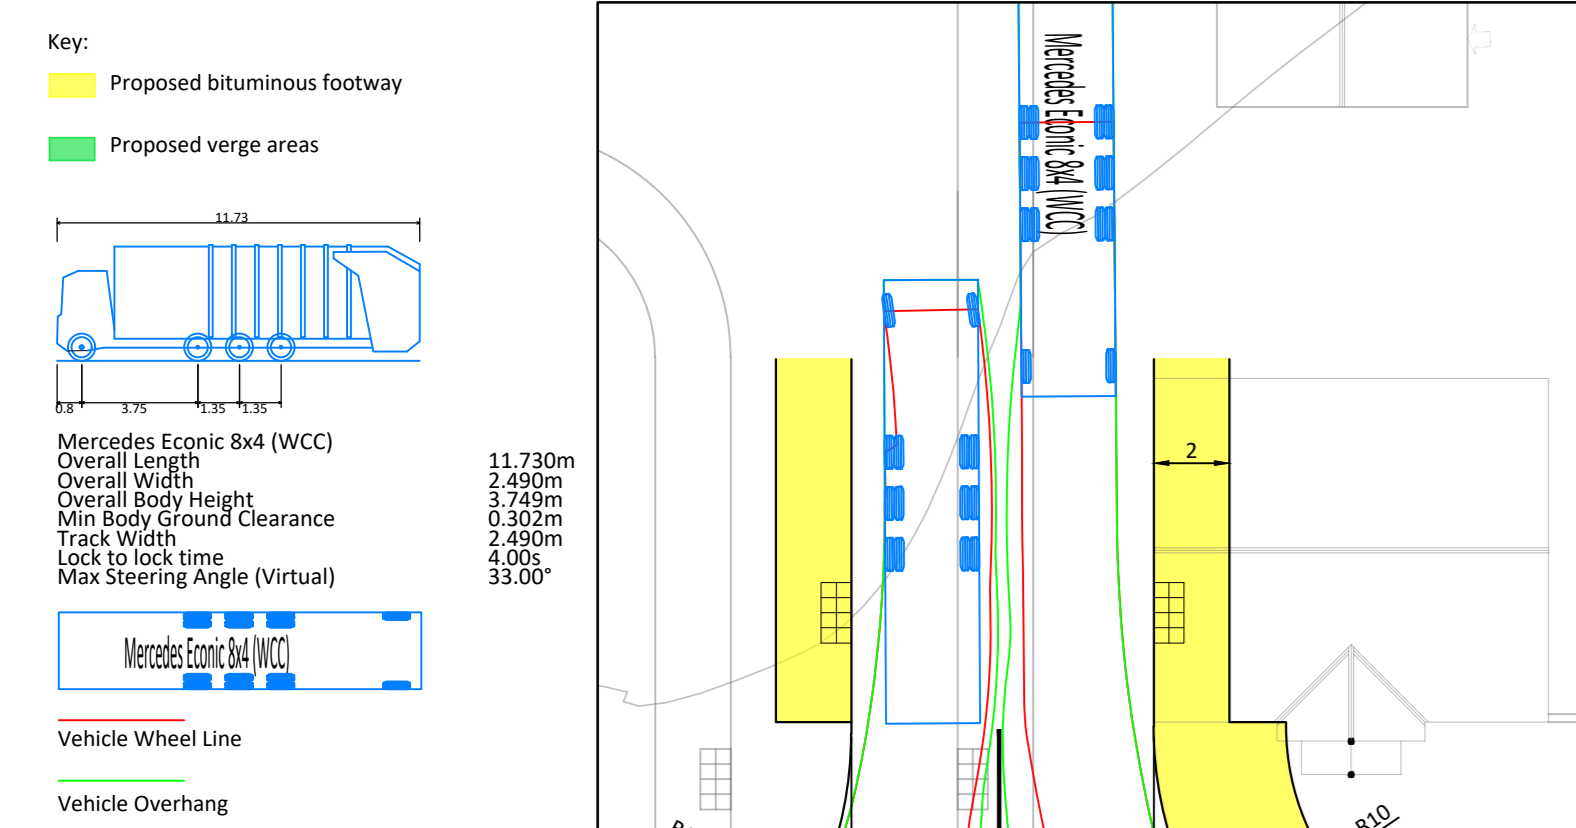 Key:
Proposed bituminous footway
Proposed verge areas
11.73
0.8
3.75
1.35
1.35
Mercedes Econic 8x4 (WCC)
Overall Length 11.730m
Overall Width 2.490m
Overall Body Height 3.749m
Min Body Ground Clearance 0.302m
Track Width 2.490m
Lock to lock time 4.00s
Max Steering Angle (Virtual) 33.00°
Mercedes Econic 8x4 (WCC)
Vehicle Wheel Line
Vehicle Overhang
Mercedes Econic 8x4 (WCC)
2
R10